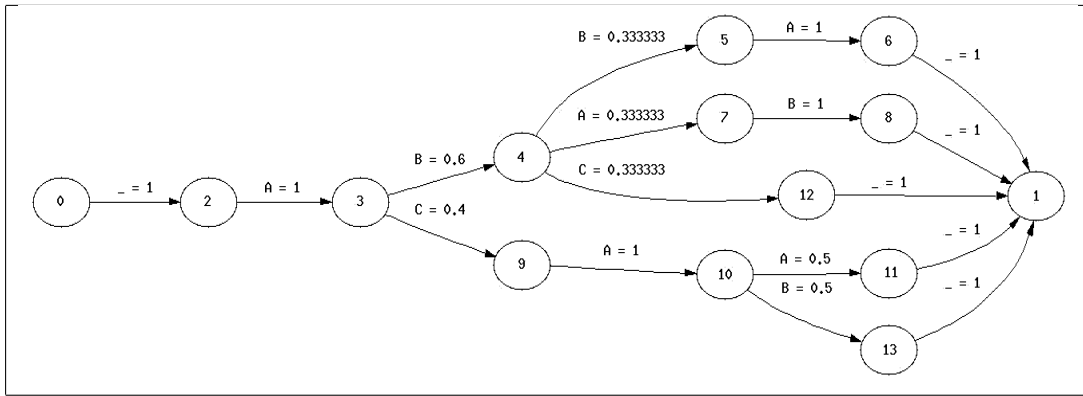 B = 0.333333
5
A = 1
6
_ = 1
A = 0.333333
7
B = 1
8
_ = 1
B = 0.6
4
C = 0.333333
12
_ = 1
0
_ = 1
2
A = 1
3
1
C = 0.4
9
A = 1
10
A = 0.5
11
_ = 1
B = 0.5
13
_ = 1